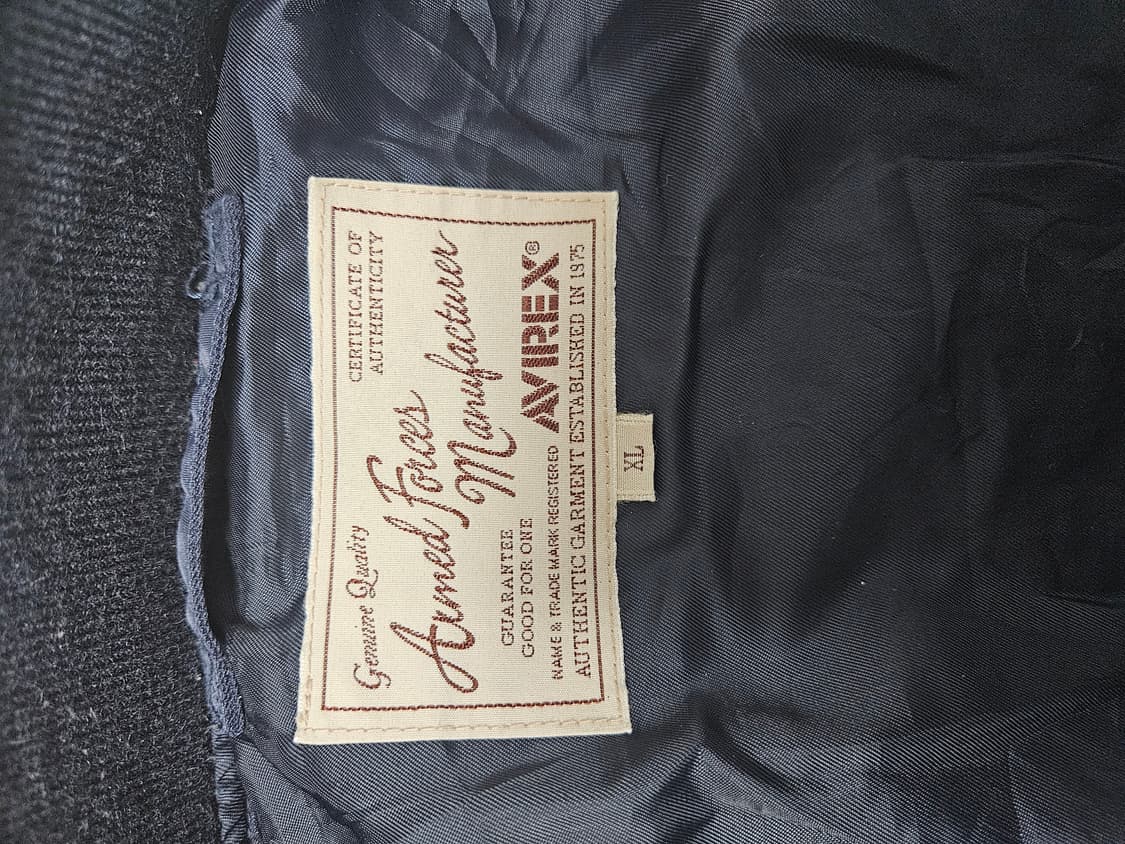 Genuine Quality
CERTIFICATE OF
AUTHENTICITY
Armed Forces
Manufacturer
GUARANTEE
GOOD FOR ONE
NAME & TRADE MARK REGISTERED
AVIREX®
AUTHENTIC GARMENT ESTABLISHED IN 1975
XL